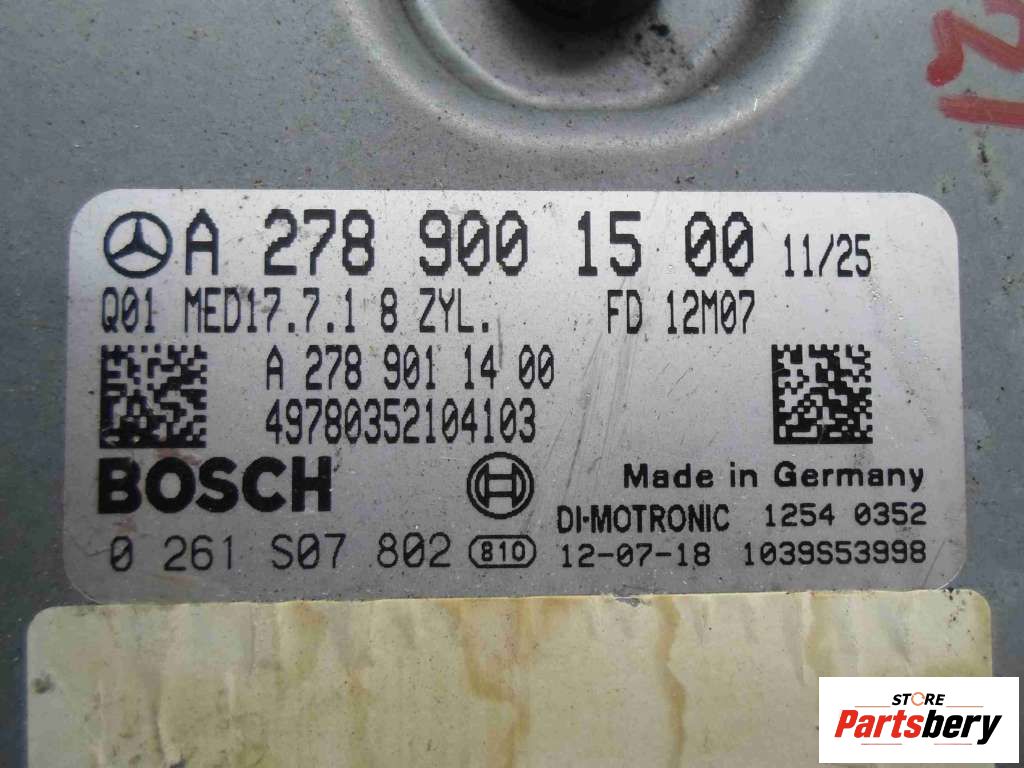 A 278 900 15 00 11/25
Q01 MED17.7.1 8 ZYL. FD 12M07
A 278 901 14 00
49780352104103
BOSCH Made in Germany
DI-MOTRONIC 1254 0352
0 261 S07 802 810 12-07-18 1039S53998
STORE
Partsbery